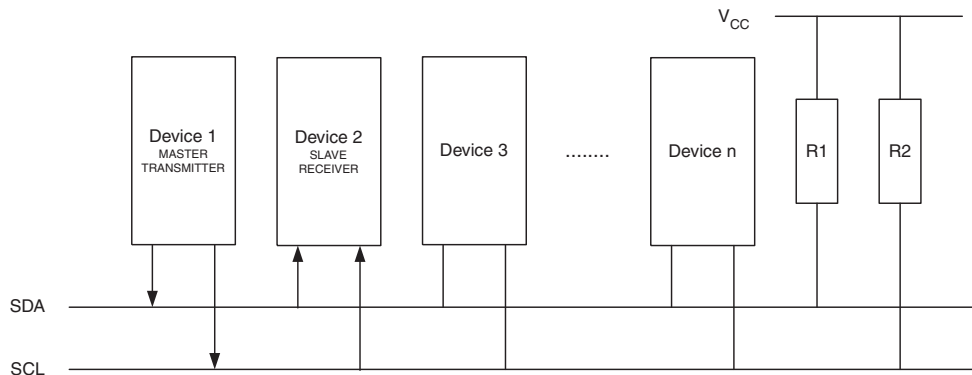 VCC
Device 1
MASTER
TRANSMITTER
Device 2
SLAVE
RECEIVER
Device 3
........
Device n
R1
R2
SDA
SCL